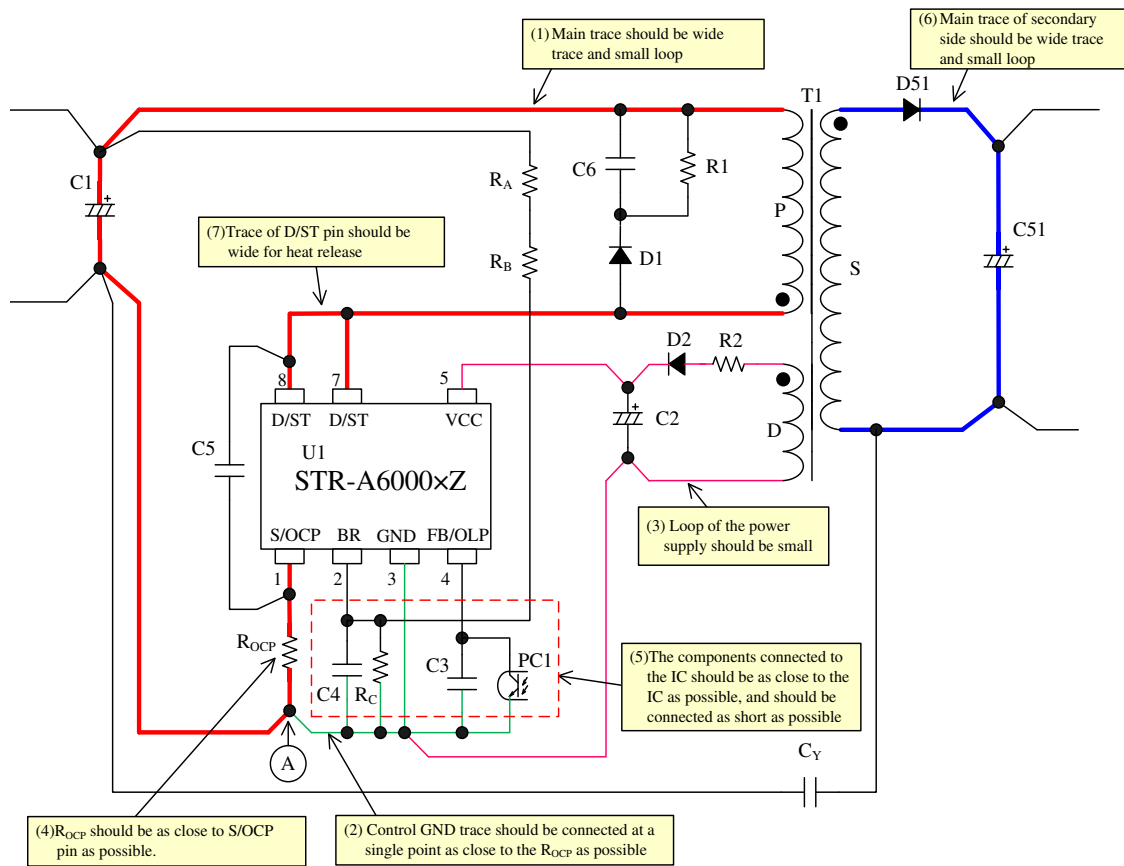 (1) Main trace should be wide
trace and small loop
(6) Main trace of secondary
side should be wide trace
and small loop
D51
T1
C1
C6
R1
RA
P
(7)Trace of D/ST pin should be
wide for heat release
RB
D1
S
C51
D2
R2
8
7
5
D/ST
D/ST
VCC
C2
D
C5
U1
STR-A6000×Z
(3) Loop of the power
supply should be small
S/OCP
BR
GND
FB/OLP
1
2
3
4
ROCP
C4
RC
C3
PC1
(5)The components connected to
the IC should be as close to the
IC as possible, and should be
connected as short as possible
A
CY
(4)ROCP should be as close to S/OCP
pin as possible.
(2) Control GND trace should be connected at a
single point as close to the ROCP as possible